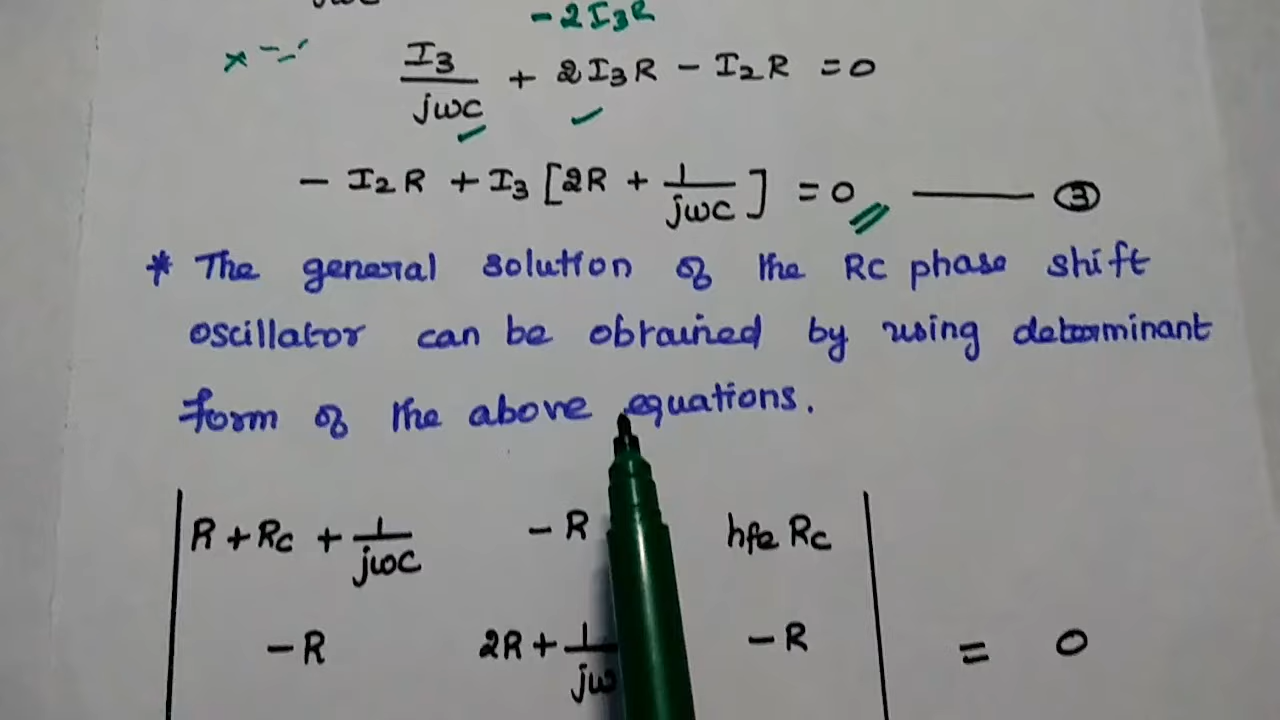 - 2I3R
I3/jωc + 2I3R - I2R = 0
- I2R + I3 [2R + 1/jωc] = 0 —— ③
* The general solution of the RC phase shift
oscillator can be obtained by using determinant
form of the above equations.
| R + Rc + 1/jωc   - R   hfe Rc |
| - R   2R + 1/jω   - R | = 0